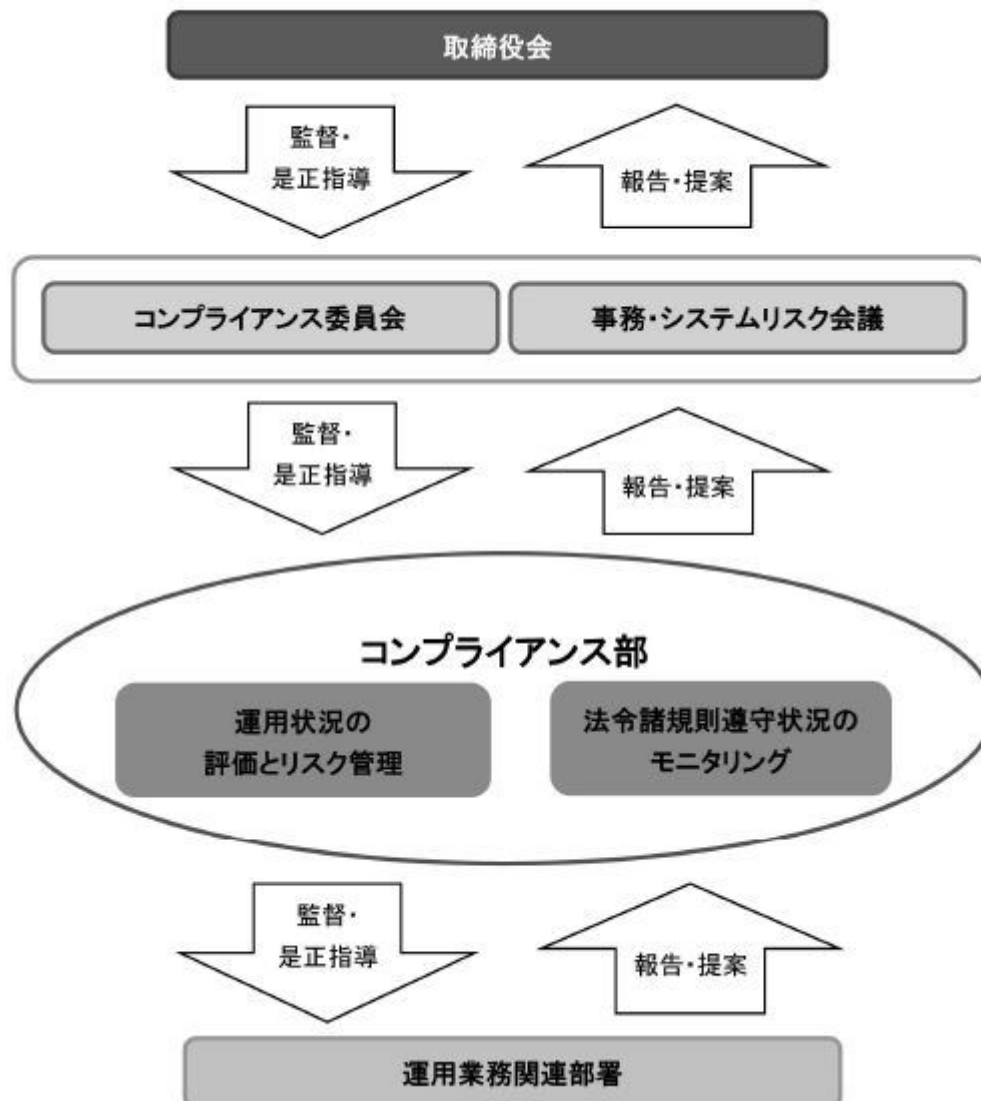 取締役会
監督・
是正指導
報告・提案
コンプライアンス委員会
事務・システムリスク会議
監督・
是正指導
報告・提案
コンプライアンス部
運用状況の
評価とリスク管理
法令諸規則遵守状況の
モニタリング
監督・
是正指導
報告・提案
運用業務関連部署